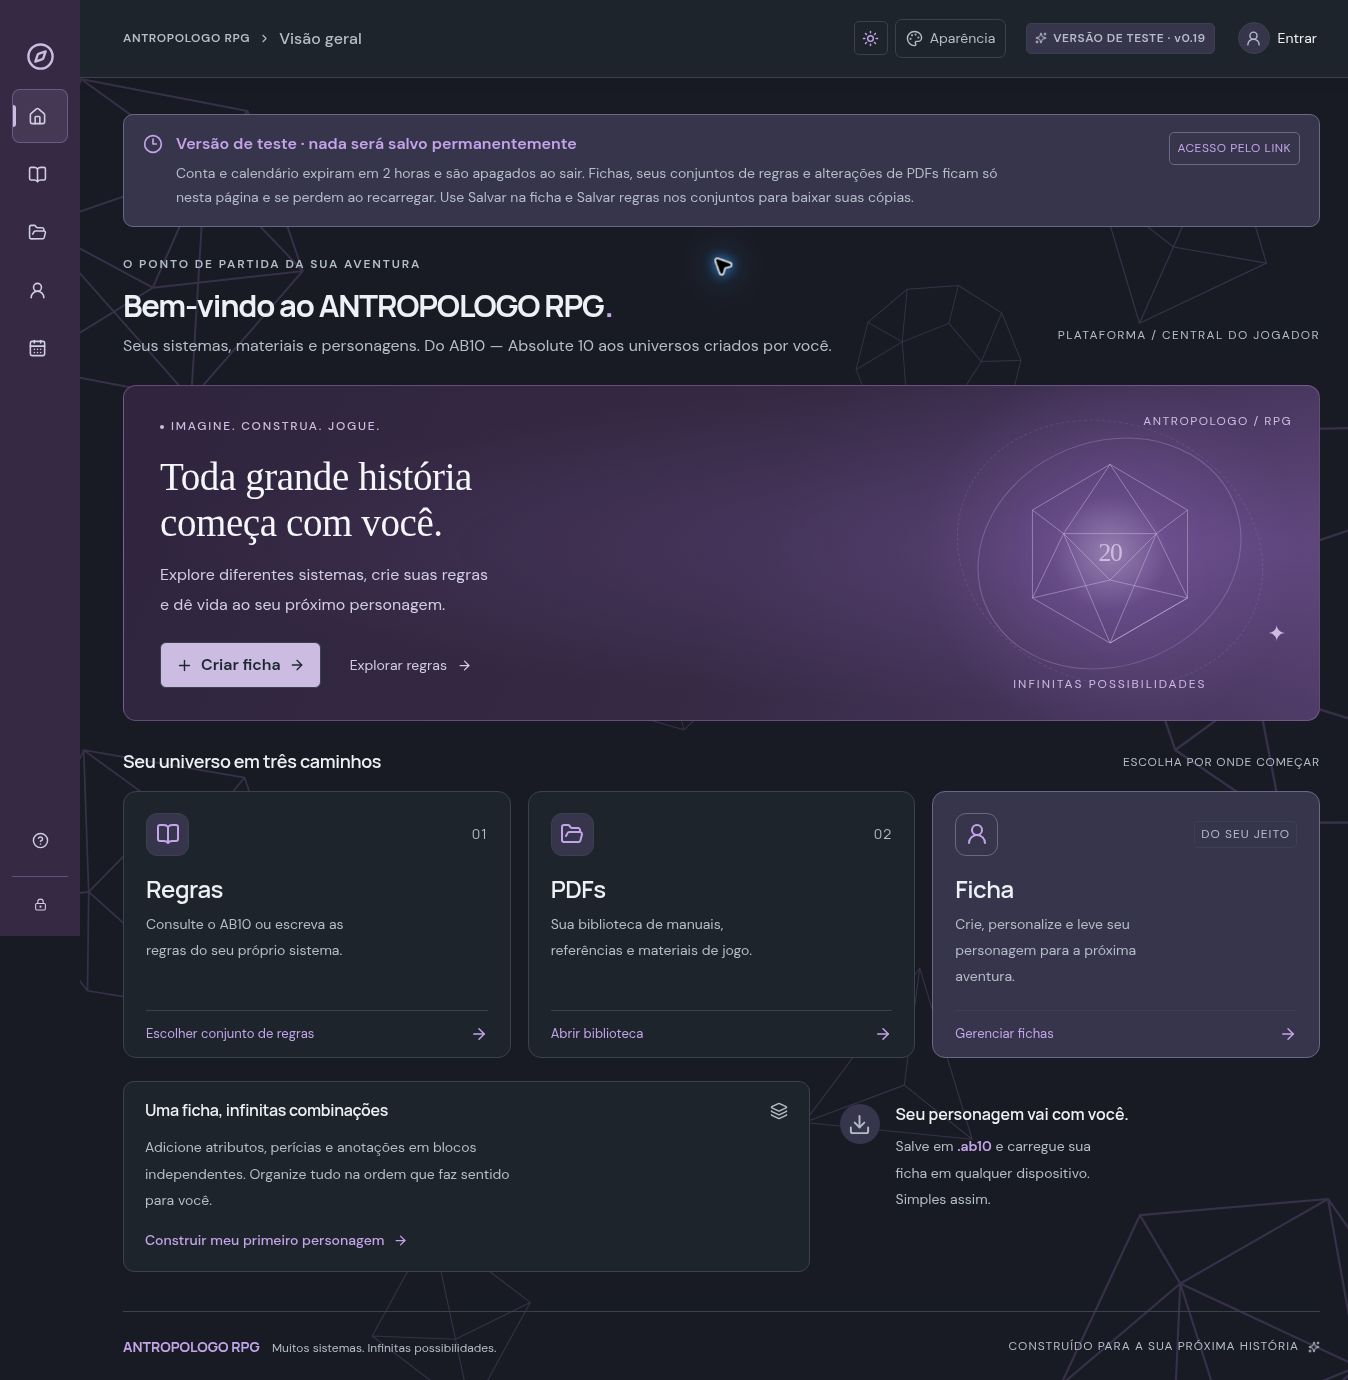 ANTROPOLOGO RPG > Visão geral
Aparência
VERSÃO DE TESTE · v0.19
Entrar
Versão de teste · nada será salvo permanentemente
ACESSO PELO LINK
Conta e calendário expiram em 2 horas e são apagados ao sair. Fichas, seus conjuntos de regras e alterações de PDFs ficam só
nesta página e se perdem ao recarregar. Use Salvar na ficha e Salvar regras nos conjuntos para baixar suas cópias.
O PONTO DE PARTIDA DA SUA AVENTURA
Bem-vindo ao ANTROPOLOGO RPG.
Seus sistemas, materiais e personagens. Do AB10 — Absolute 10 aos universos criados por você.
PLATAFORMA / CENTRAL DO JOGADOR
• IMAGINE. CONSTRUA. JOGUE.
ANTROPOLOGO / RPG
Toda grande história
começa com você.
20
Explore diferentes sistemas, crie suas regras
e dê vida ao seu próximo personagem.
Criar ficha
Explorar regras
INFINITAS POSSIBILIDADES
Seu universo em três caminhos
ESCOLHA POR ONDE COMEÇAR
01
Regras
Consulte o AB10 ou escreva as
regras do seu próprio sistema.
Escolher conjunto de regras
02
PDFs
Sua biblioteca de manuais,
referências e materiais de jogo.
Abrir biblioteca
DO SEU JEITO
Ficha
Crie, personalize e leve seu
personagem para a próxima
aventura.
Gerenciar fichas
Uma ficha, infinitas combinações
Adicione atributos, perícias e anotações em blocos
independentes. Organize tudo na ordem que faz sentido
para você.
Construir meu primeiro personagem
Seu personagem vai com você.
Salve em .ab10 e carregue sua
ficha em qualquer dispositivo.
Simples assim.
ANTROPOLOGO RPG
Muitos sistemas. Infinitas possibilidades.
CONSTRUÍDO PARA A SUA PRÓXIMA HISTÓRIA